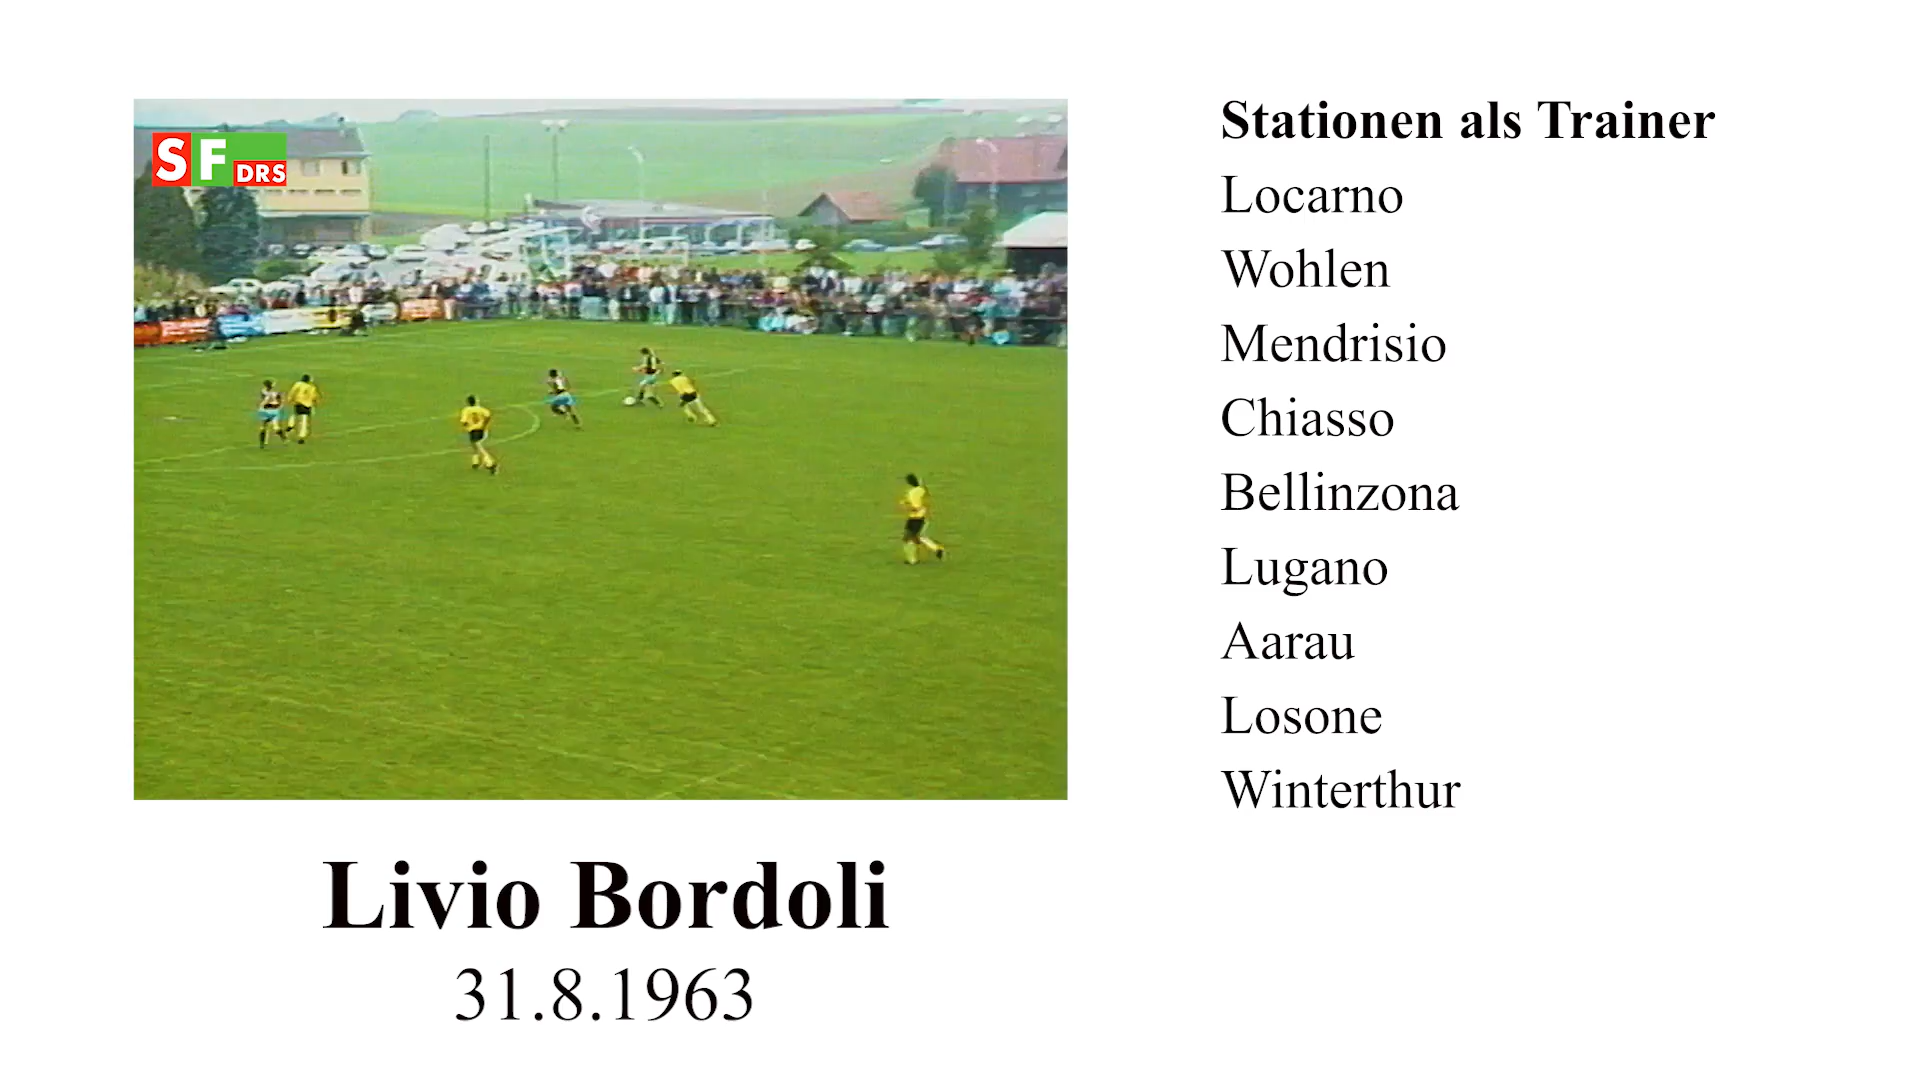 SF DRS
Livio Bordoli
31.8.1963
Stationen als Trainer
Locarno
Wohlen
Mendrisio
Chiasso
Bellinzona
Lugano
Aarau
Losone
Winterthur